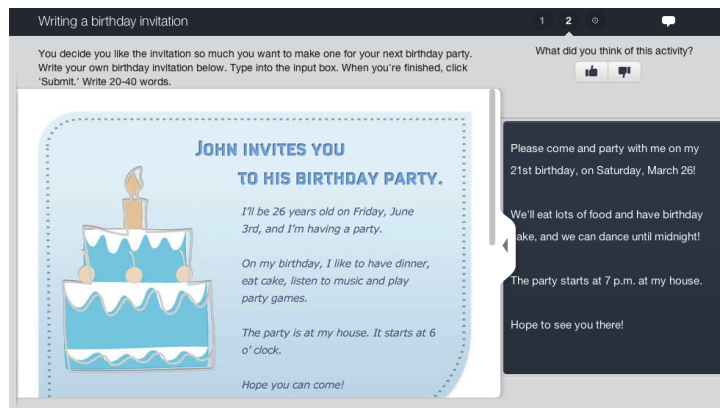 Writing a birthday invitation
1 2
You decide you like the invitation so much you want to make one for your next birthday party.
Write your own birthday invitation below. Type into the input box. When you're finished, click
'Submit.' Write 20-40 words.
What did you think of this activity?
JOHN INVITES YOU
TO HIS BIRTHDAY PARTY.
I'll be 26 years old on Friday, June
3rd, and I'm having a party.
On my birthday, I like to have dinner,
eat cake, listen to music and play
party games.
The party is at my house. It starts at 6
o' clock.
Hope you can come!
Please come and party with me on my
21st birthday, on Saturday, March 26!
We'll eat lots of food and have birthday
cake, and we can dance until midnight!
The party starts at 7 p.m. at my house.
Hope to see you there!